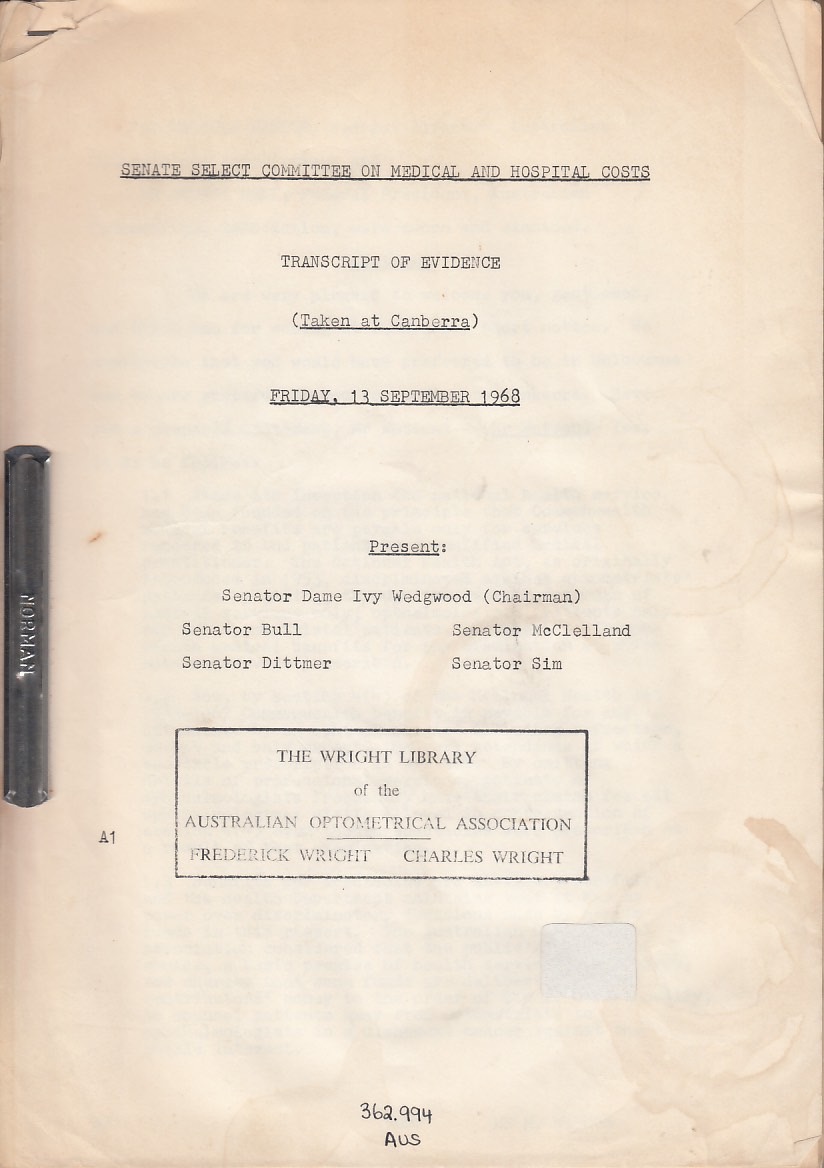 SENATE SELECT COMMITTEE ON MEDICAL AND HOSPITAL COSTS
TRANSCRIPT OF EVIDENCE
(Taken at Canberra)
FRIDAY, 13 SEPTEMBER 1968
Present:
Senator Dame Ivy Wedgwood (Chairman)
Senator Bull Senator McClelland
Senator Dittmer Senator Sim
NORMAN
THE WRIGHT LIBRARY
of the
AUSTRALIAN OPTOMETRICAL ASSOCIATION
FREDERICK WRIGHT CHARLES WRIGHT
A1
362.994
AUS